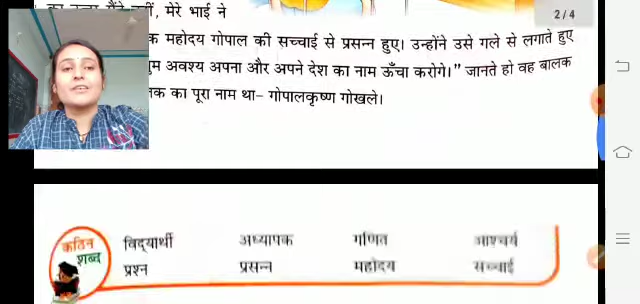 मेरे भाई ने
2/4
महोदय गोपाल की सच्चाई से प्रसन्न हुए। उन्होंने उसे गले से लगाते हुए
अवश्य अपना और अपने देश का नाम ऊँचा करोगे।” जानते हो वह बालक
का पूरा नाम था– गोपालकृष्ण गोखले।
कठिन शब्द
विद्यार्थी अध्यापक गणित आश्चर्य
प्रश्न प्रसन्न महोदय सच्चाई